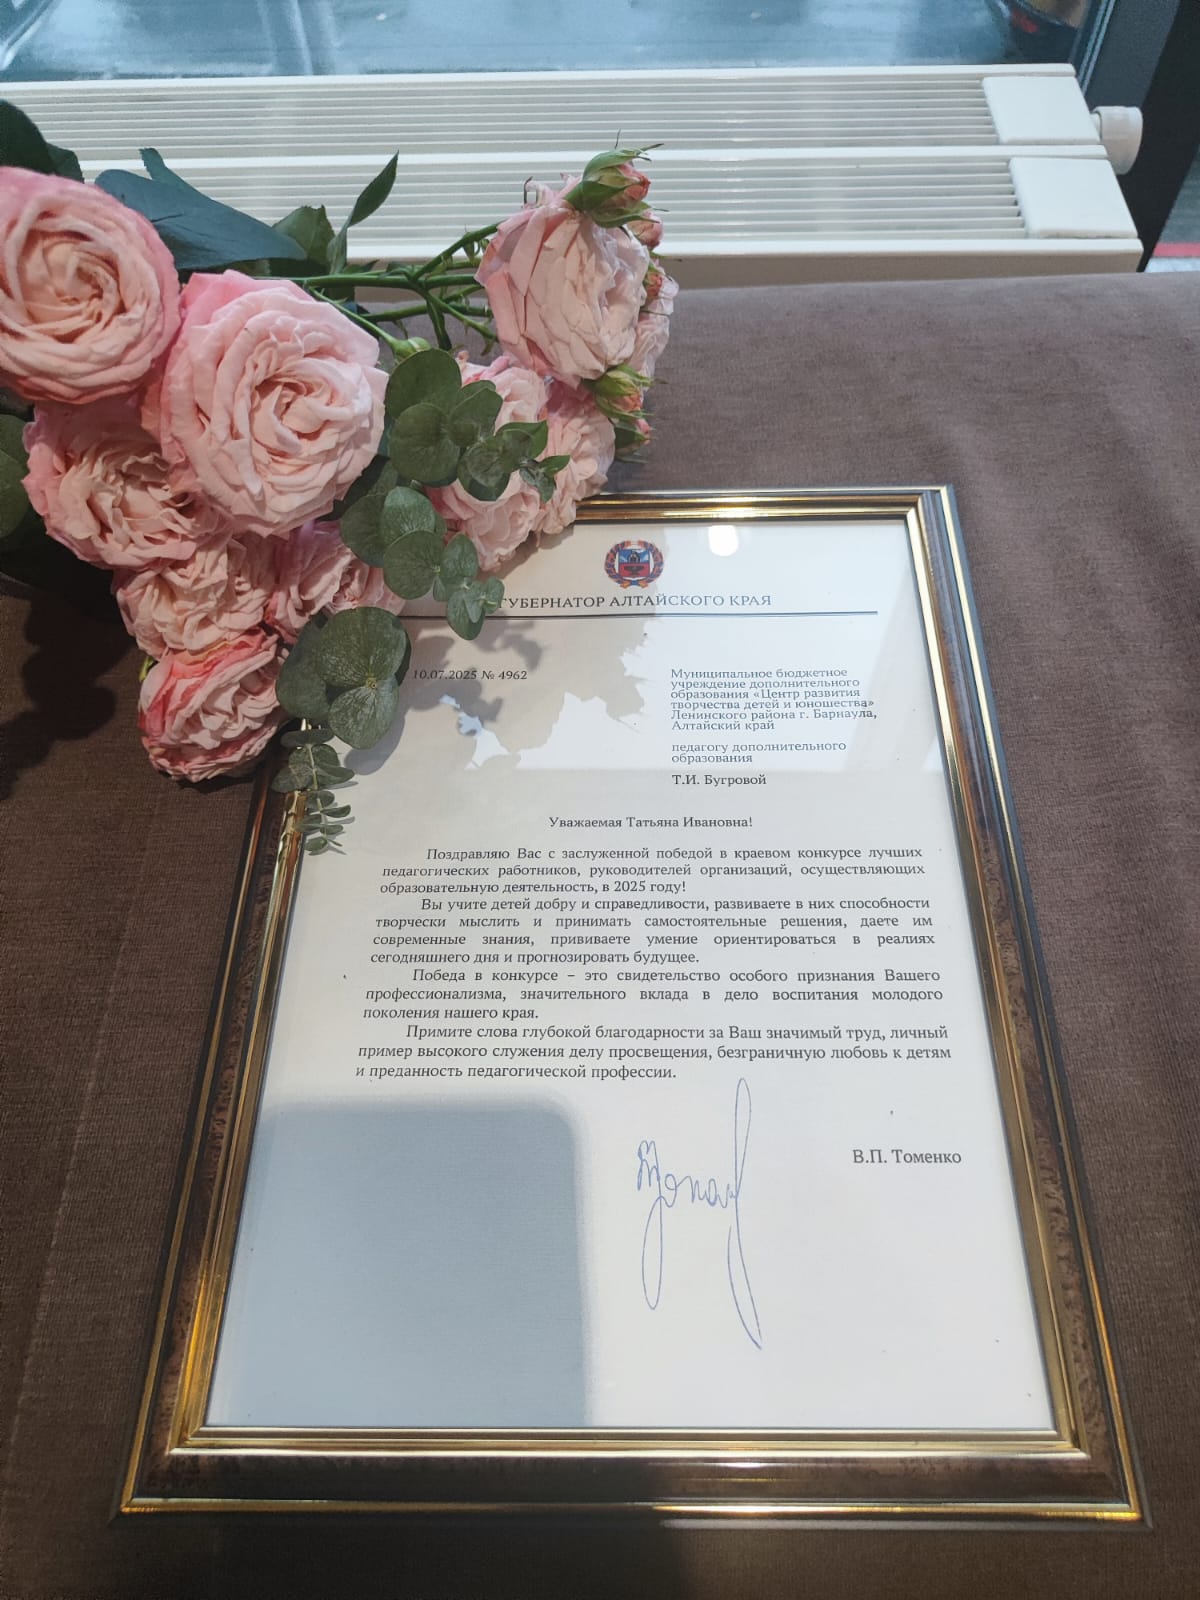 ГУБЕРНАТОР АЛТАЙСКОГО КРАЯ
10.07.2025 № 4962
Муниципальное бюджетное
учреждение дополнительного
образования «Центр развития
творчества детей и юношества»
Ленинского района г. Барнаула,
Алтайский край
педагогу дополнительного
образования
Т.И. Бугровой
Уважаемая Татьяна Ивановна!
Поздравляю Вас с заслуженной победой в краевом конкурсе лучших
педагогических работников, руководителей организаций, осуществляющих
образовательную деятельность, в 2025 году!
Вы учите детей добру и справедливости, развиваете в них способности
творчески мыслить и принимать самостоятельные решения, даете им
современные знания, прививаете умение ориентироваться в реалиях
сегодняшнего дня и прогнозировать будущее.
Победа в конкурсе – это свидетельство особого признания Вашего
профессионализма, значительного вклада в дело воспитания молодого
поколения нашего края.
Примите слова глубокой благодарности за Ваш значимый труд, личный
пример высокого служения делу просвещения, безграничную любовь к детям
и преданность педагогической профессии.
В.П. Томенко